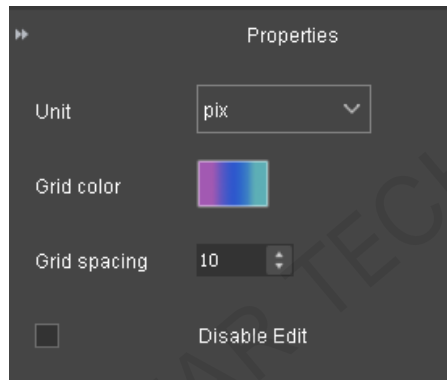 Properties
Unit pix
Grid color
Grid spacing 10
Disable Edit